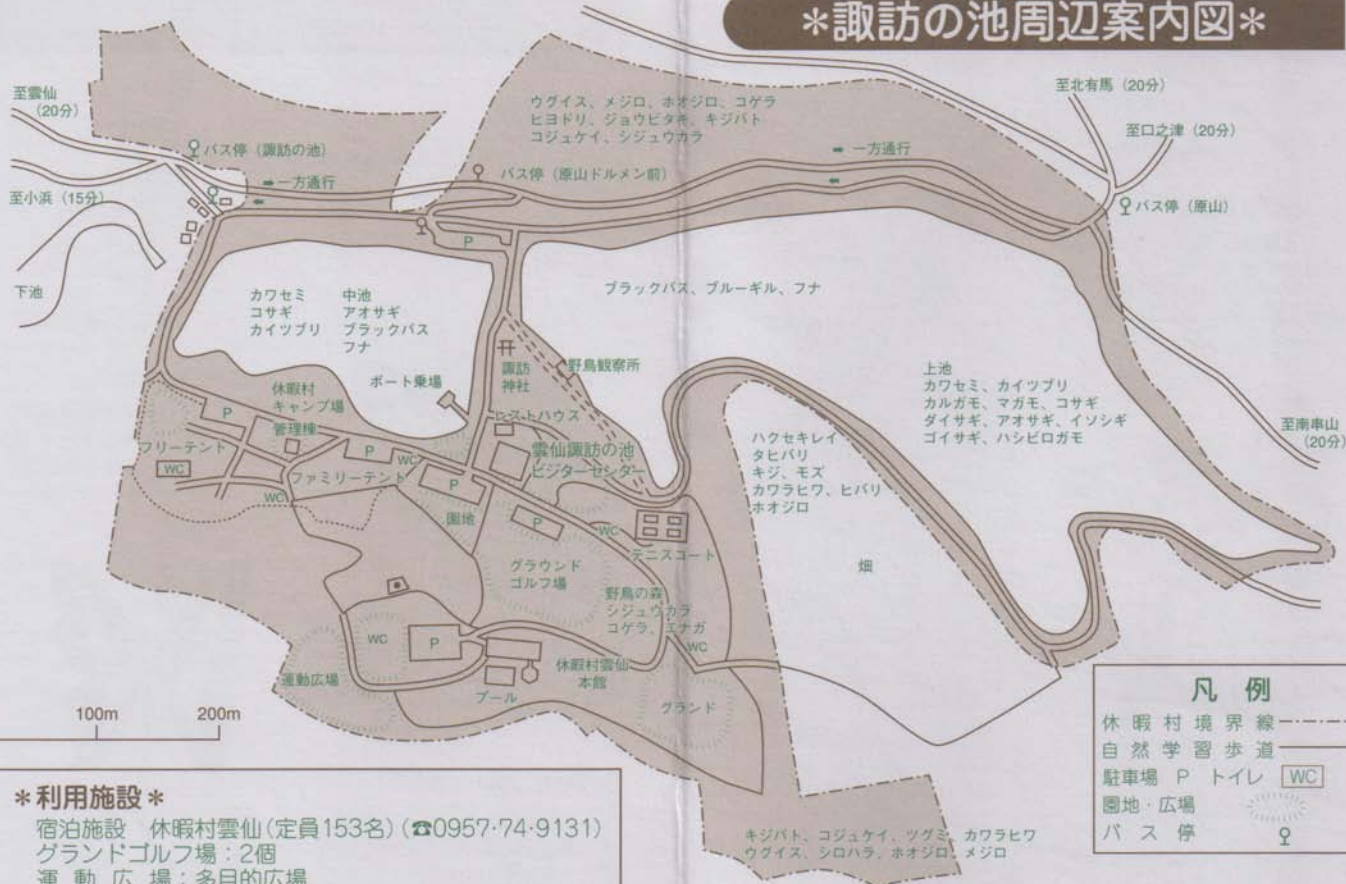 ＊諏訪の池周辺案内図＊
至雲仙
(20分)
バス停（諏訪の池）
➡一方通行
⬅
至小浜（15分）
下池
ウグイス、メジロ、ホオジロ、コゲラ
ヒヨドリ、ジョウビタキ、キジバト
コジュケイ、シジュウカラ
バス停（原山ドルメン前）
➡一方通行
⬅
至北有馬（20分）
至口之津（20分）
バス停（原山）
P
カワセミ
コサギ
カイツブリ
中池
アオサギ
ブラックバス
フナ
ブラックバス、ブルーギル、フナ
諏訪
神社
野鳥観察所
ボート乗場
レストハウス
雲仙諏訪の池
ビジターセンター
休暇村
キャンプ場
管理棟
P
フリーテント
WC
WC
P
WC
ファミリーテント
P
園地
P
WC
テニスコート
グラウンド
ゴルフ場
野鳥の森
シジュウカラ
コゲラ、エナガ
WC
上池
カワセミ、カイツブリ
カルガモ、マガモ、コサギ
ダイサギ、アオサギ、イソシギ
ゴイサギ、ハシビロガモ
至南串山
(20分)
ハクセキレイ
タヒバリ
キジ、モズ
カワラヒワ、ヒバリ
ホオジロ
畑
WC
P
運動広場
プール
休暇村雲仙
本館
グランド
100m
200m
キジバト、コジュケイ、ツグミ、カワラヒワ
ウグイス、シロハラ、ホオジロ、メジロ
凡例
休暇村境界線
自然学習歩道
駐車場 P トイレ WC
園地・広場
バス停
＊利用施設＊
宿泊施設 休暇村雲仙(定員153名)(☎0957･74･9131)
グランドゴルフ場：2個
運動広場：多目的広場